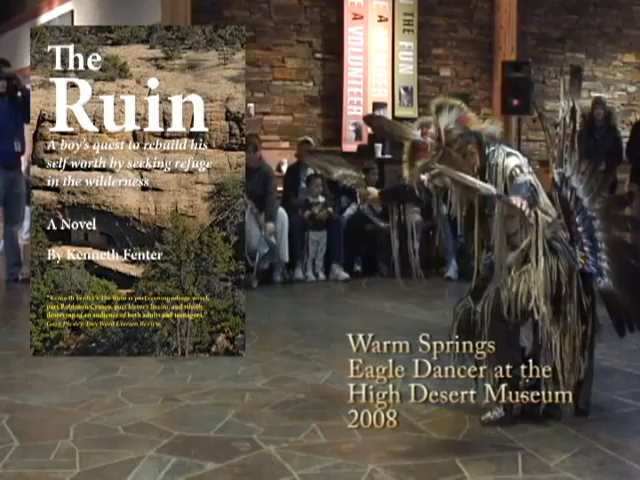 The
Ruin
A boy's quest to rebuild his
self worth by seeking refuge
in the wilderness
A Novel
By Kenneth Fenter
A VOLUNTEER
THE FUN
Warm Springs
Eagle Dancer at the
High Desert Museum
2008